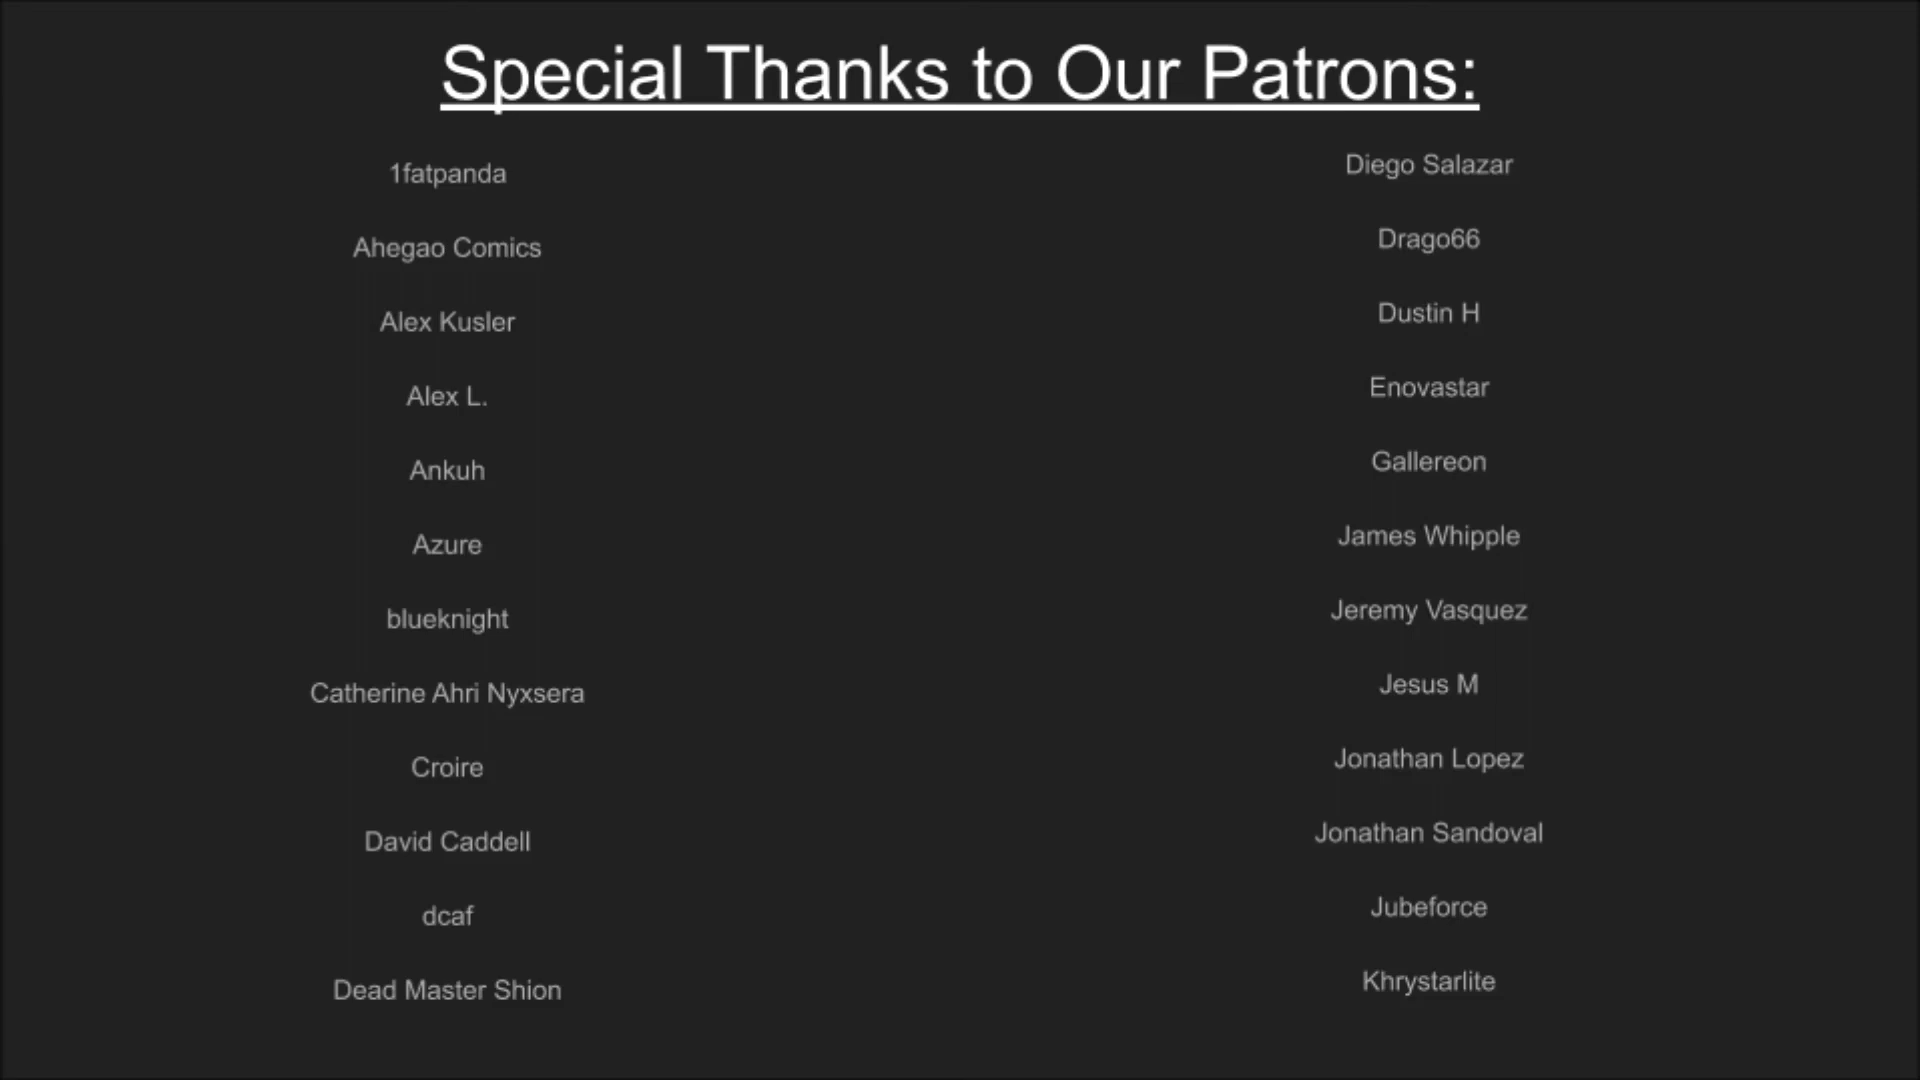 Special Thanks to Our Patrons:
1fatpanda
Ahegao Comics
Alex Kusler
Alex L.
Ankuh
Azure
blueknight
Catherine Ahri Nyxsera
Croire
David Caddell
dcaf
Dead Master Shion
Diego Salazar
Drago66
Dustin H
Enovastar
Gallereon
James Whipple
Jeremy Vasquez
Jesus M
Jonathan Lopez
Jonathan Sandoval
Jubeforce
Khrystarlite